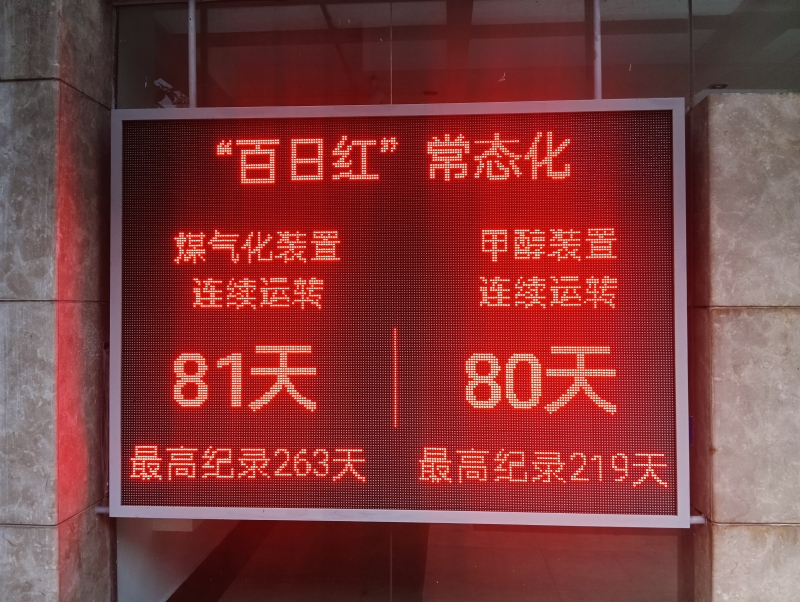 “百日红”常态化
煤气化装置
连续运转
81天
最高纪录263天
甲醇装置
连续运转
80天
最高纪录219天